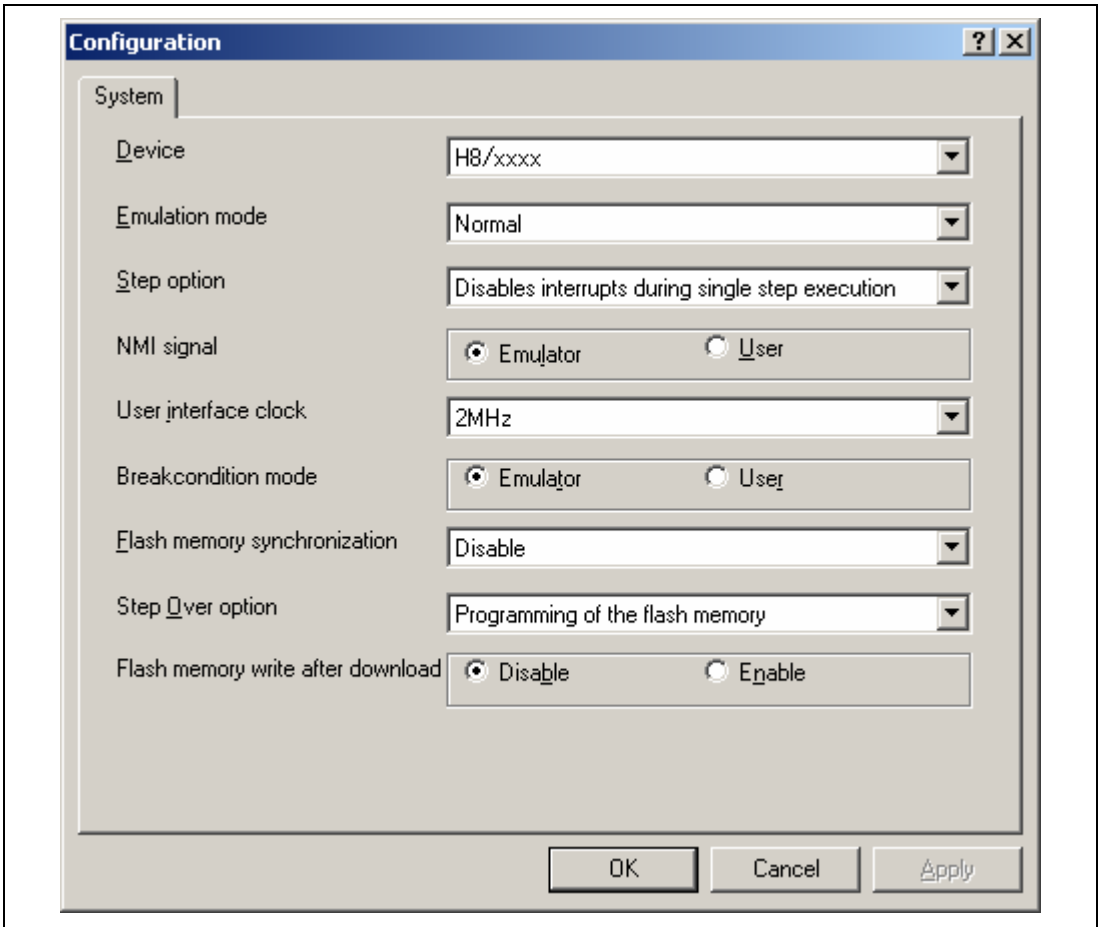 Configuration
System
Device
H8/xxxx
Emulation mode
Normal
Step option
Disables interrupts during single step execution
NMI signal
Emulator User
User interface clock
2MHz
Breakcondition mode
Emulator User
Flash memory synchronization
Disable
Step Over option
Programming of the flash memory
Flash memory write after download
Disable Enable
OK Cancel Apply